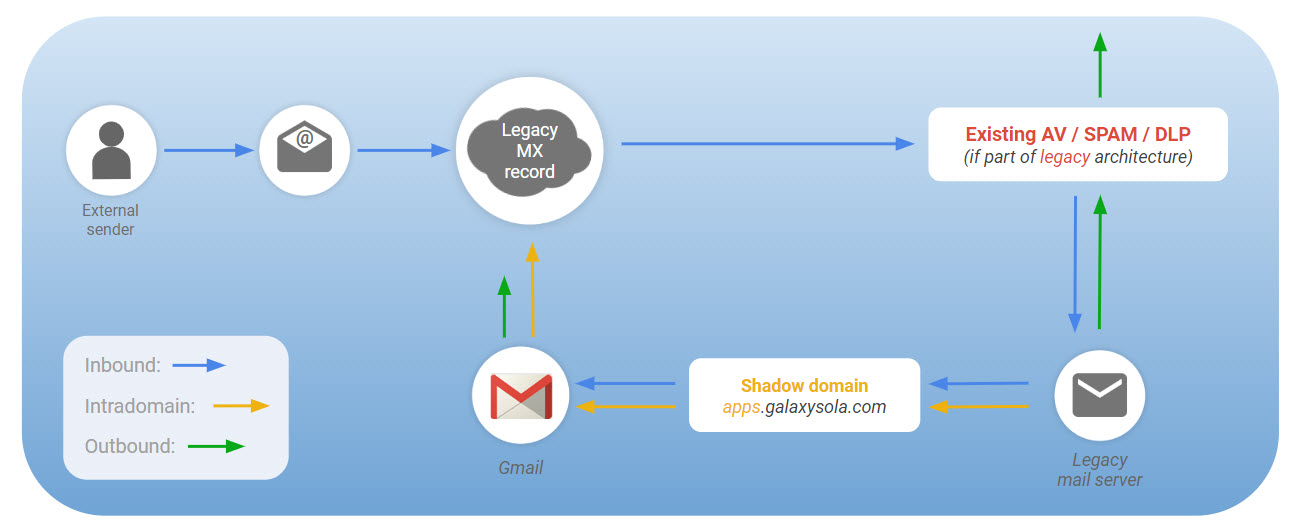 Legacy
MX
record
@
Existing AV / SPAM / DLP
(if part of legacy architecture)
External
sender
Inbound:
Intradomain:
Outbound:
Shadow domain
apps.galaxysola.com
Gmail
Legacy
mail server